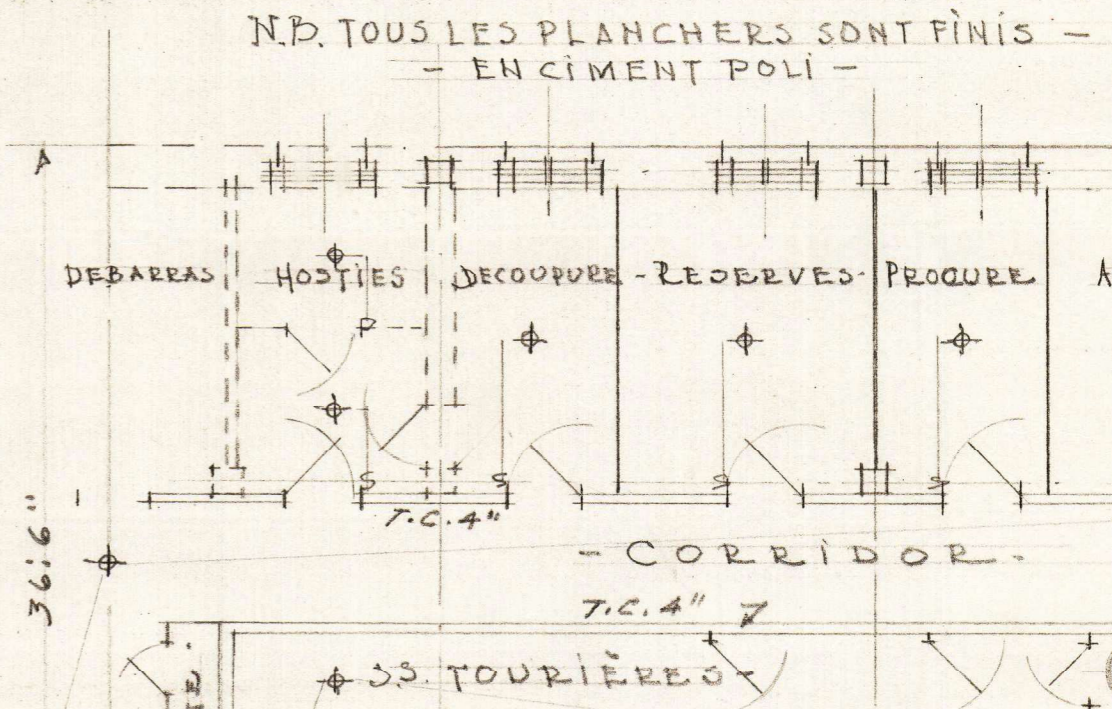 N.B. TOUS LES PLANCHERS SONT FINIS -
- EN CIMENT POLI -
DEBARRAS
HOSTIES
DECOUPURE - RESERVES -
PROCURE
A
36'.6"
T.C. 4"
- CORRIDOR -
T.C. 4"
S.S. TOURIÈRES -